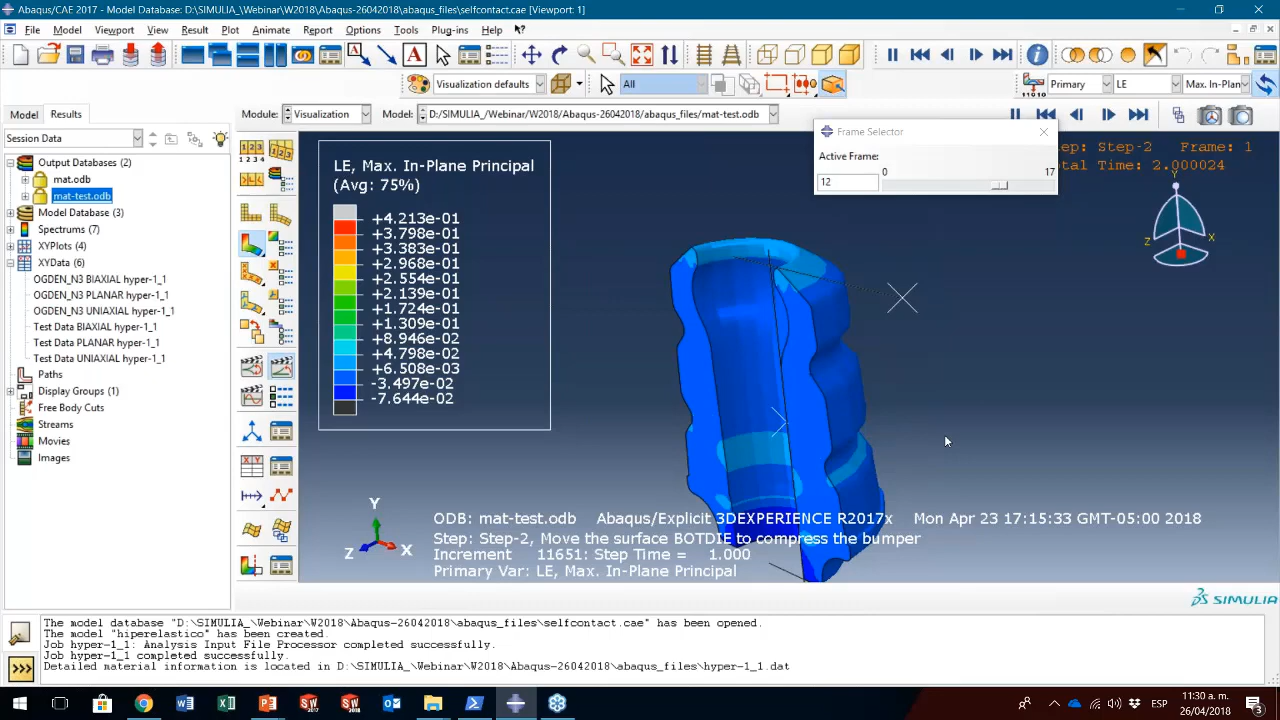 Abaqus/CAE 2017 - Model Database: D:\SIMULIA_\Webinar\W2018\Abaqus-26042018\abaqus_files\selfcontact.cae [Viewport: 1]
File Model Viewport View Result Plot Animate Report Options Tools Plug-ins Help
Visualization defaults All Primary LE Max. In-Plan
Model Results Module: Visualization Model: D:/SIMULIA_/Webinar/W2018/Abaqus-26042018/abaqus_files/mat-test.odb
Session Data
Output Databases (2)
mat.odb
mat-test.odb
Model Database (3)
Spectrums (7)
XYPlots (4)
XYData (6)
OGDEN_N3 BIAXIAL hyper-1_1
OGDEN_N3 PLANAR hyper-1_1
OGDEN_N3 UNIAXIAL hyper-1_1
Test Data BIAXIAL hyper-1_1
Test Data PLANAR hyper-1_1
Test Data UNIAXIAL hyper-1_1
Paths
Display Groups (1)
Free Body Cuts
Streams
Movies
Images
LE, Max. In-Plane Principal
(Avg: 75%)
+4.213e-01
+3.798e-01
+3.383e-01
+2.968e-01
+2.554e-01
+2.139e-01
+1.724e-01
+1.309e-01
+8.946e-02
+4.798e-02
+6.508e-03
-3.497e-02
-7.644e-02
Frame Selector
Active Frame:
12
0 17
ep: Step-2 Frame: 1
tal Time: 2.000024
Y
Z X
Y
Z X
ODB: mat-test.odb Abaqus/Explicit 3DEXPERIENCE R2017x Mon Apr 23 17:15:33 GMT-05:00 2018
Step: Step-2, Move the surface BOTDIE to compress the bumper
Increment 11651: Step Time = 1.000
Primary Var: LE, Max. In-Plane Principal
SIMULIA
The model database "D:\SIMULIA_\Webinar\W2018\Abaqus-26042018\abaqus_files\selfcontact.cae" has been opened.
The model "hiperelastico" has been created.
Job hyper-1_1: Analysis Input File Processor completed successfully.
Job hyper-1_1 completed successfully.
Detailed material information is located in D:\SIMULIA_\Webinar\W2018\Abaqus-26042018\abaqus_files\hyper-1_1.dat
>>>
ESP
11:30 a. m.
26/04/2018